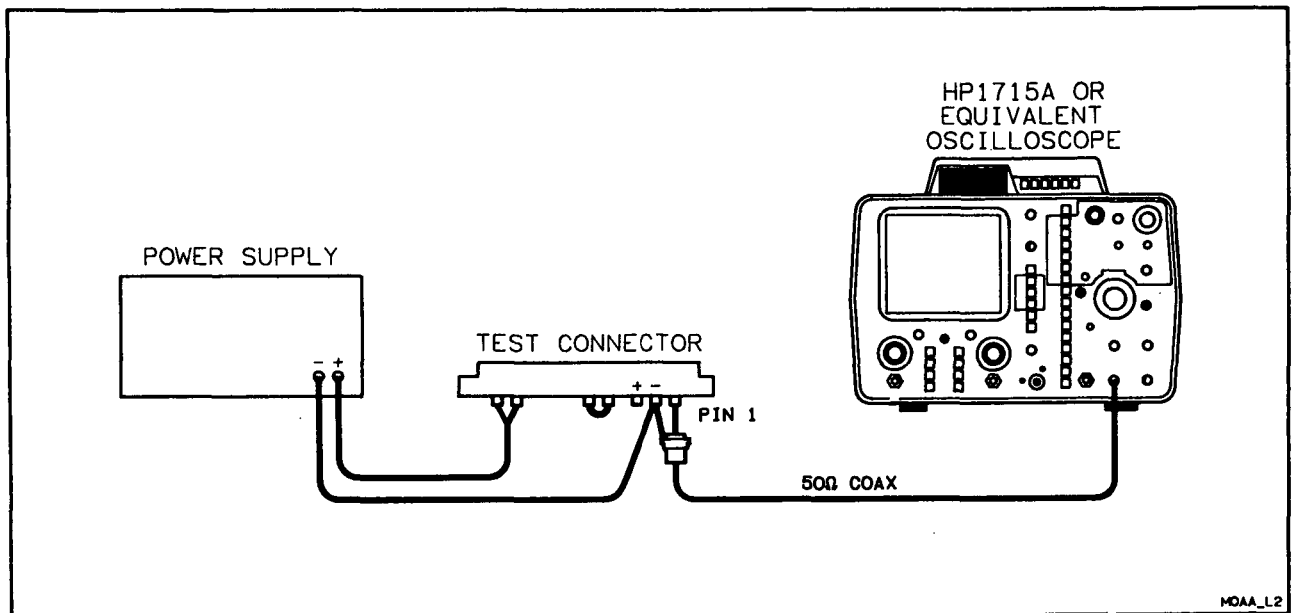 HP1715A OR
EQUIVALENT
OSCILLOSCOPE
POWER SUPPLY
- +
TEST CONNECTOR
+ -
PIN 1
50Ω COAX
MOAA_L2